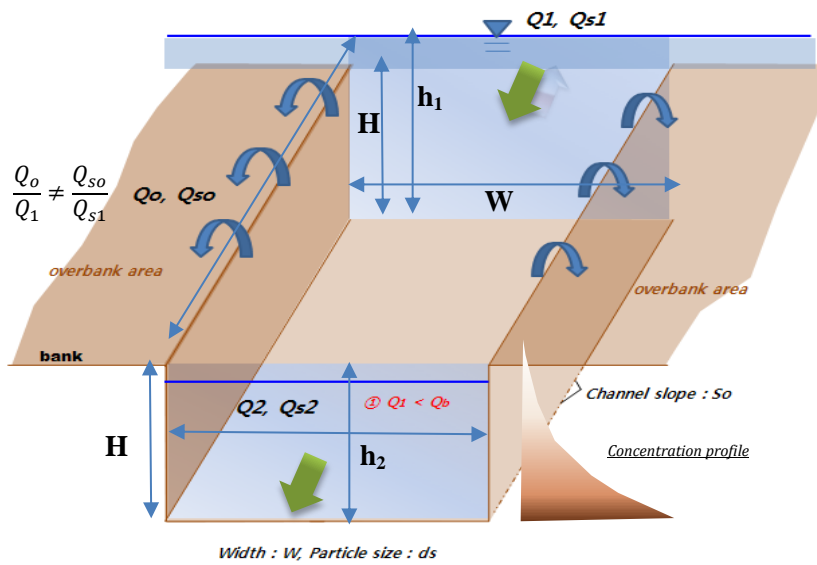 Q1, Qs1
h₁
H
W
Qo/Q1 ≠ Qso/Qs1
Qo, Qso
overbank area
overbank area
bank
Channel slope : So
Q2, Qs2
① Q1 < Qb
H
h₂
Concentration profile
Width : W, Particle size : ds